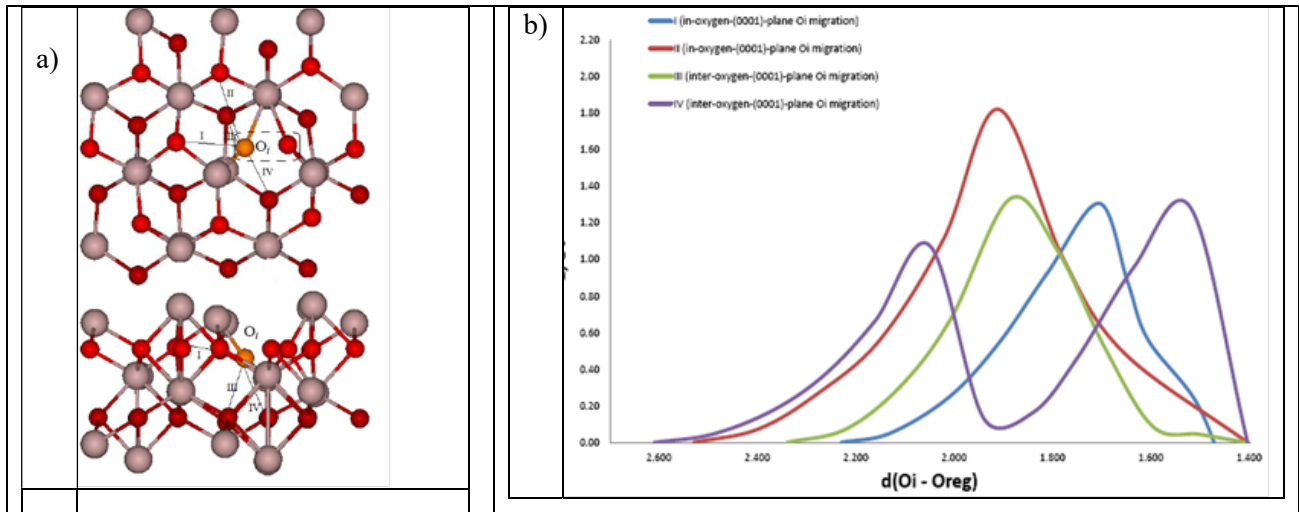 a)
II
I
III
O_i
IV
O_i
I
III
IV
b)
I (in-oxygen-(0001)-plane Oi migration)
II (in-oxygen-(0001)-plane Oi migration)
III (inter-oxygen-(0001)-plane Oi migration)
IV (inter-oxygen-(0001)-plane Oi migration)
2.20
2.00
1.80
1.60
1.40
1.20
1.00
0.80
0.60
0.40
0.20
0.00
2.600 2.400 2.200 2.000 1.800 1.600 1.400
d(Oi - Oreg)